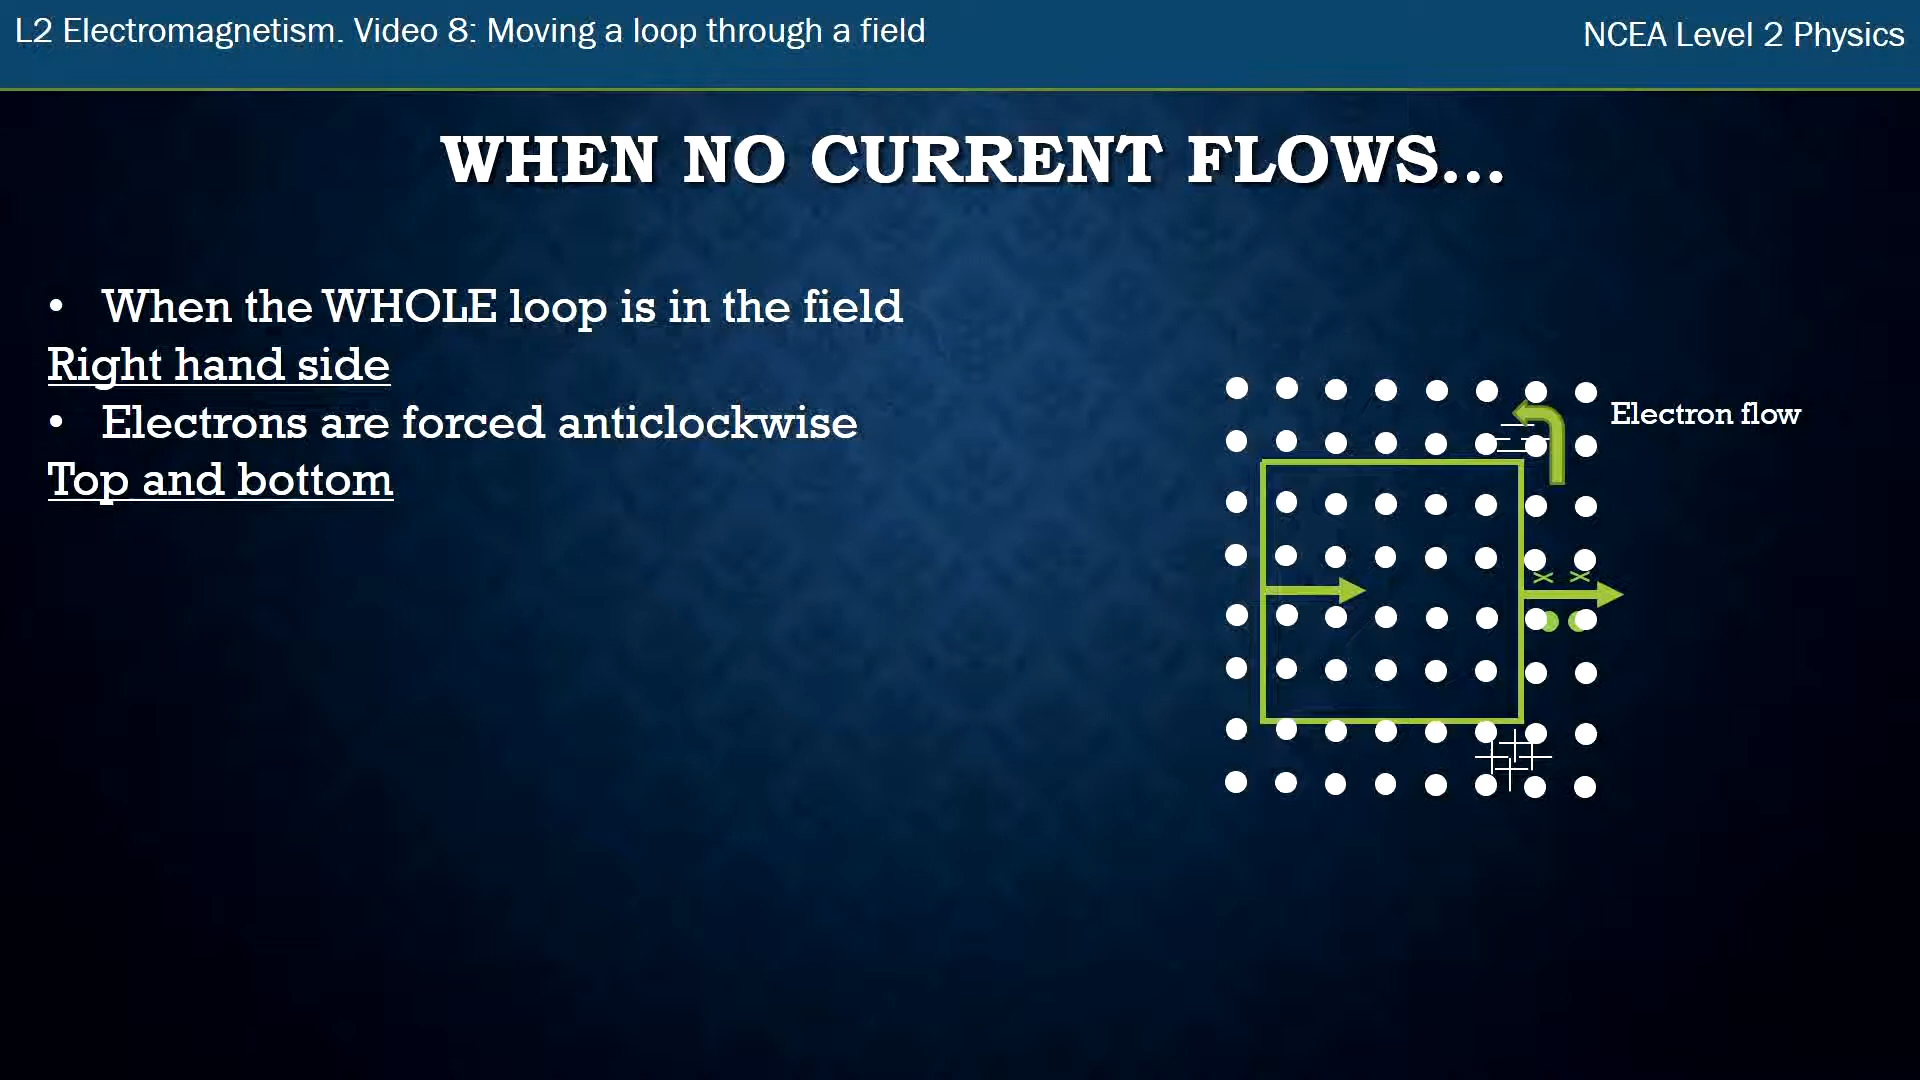 L2 Electromagnetism. Video 8: Moving a loop through a field
NCEA Level 2 Physics
WHEN NO CURRENT FLOWS...
• When the WHOLE loop is in the field
Right hand side
• Electrons are forced anticlockwise
Top and bottom
Electron flow